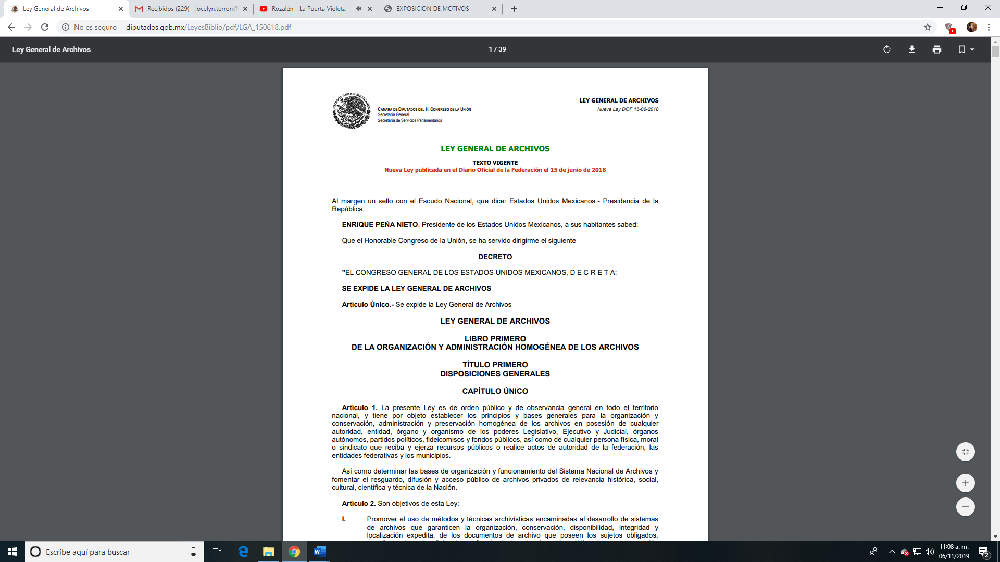 Ley General de Archivos
Recibidos (229) - jocelyn.terron@
Rozalén - La Puerta Violeta -
EXPOSICION DE MOTIVOS
No es seguro
diputados.gob.mx/LeyesBiblio/pdf/LGA_150618.pdf
Ley General de Archivos
1 / 39
ESTADOS UNIDOS MEXICANOS
LEY GENERAL DE ARCHIVOS
CÁMARA DE DIPUTADOS DEL H. CONGRESO DE LA UNIÓN
Nueva Ley DOF 15-06-2018
Secretaría General
Secretaría de Servicios Parlamentarios
LEY GENERAL DE ARCHIVOS
TEXTO VIGENTE
Nueva Ley publicada en el Diario Oficial de la Federación el 15 de junio de 2018
Al margen un sello con el Escudo Nacional, que dice: Estados Unidos Mexicanos.- Presidencia de la
República.
ENRIQUE PEÑA NIETO, Presidente de los Estados Unidos Mexicanos, a sus habitantes sabed:
Que el Honorable Congreso de la Unión, se ha servido dirigirme el siguiente
DECRETO
"EL CONGRESO GENERAL DE LOS ESTADOS UNIDOS MEXICANOS, D E C R E T A:
SE EXPIDE LA LEY GENERAL DE ARCHIVOS
Artículo Único.- Se expide la Ley General de Archivos
LEY GENERAL DE ARCHIVOS
LIBRO PRIMERO
DE LA ORGANIZACIÓN Y ADMINISTRACIÓN HOMOGÉNEA DE LOS ARCHIVOS
TÍTULO PRIMERO
DISPOSICIONES GENERALES
CAPÍTULO ÚNICO
Artículo 1. La presente Ley es de orden público y de observancia general en todo el territorio
nacional, y tiene por objeto establecer los principios y bases generales para la organización y
conservación, administración y preservación homogénea de los archivos en posesión de cualquier
autoridad, entidad, órgano y organismo de los poderes Legislativo, Ejecutivo y Judicial, órganos
autónomos, partidos políticos, fideicomisos y fondos públicos, así como de cualquier persona física, moral
o sindicato que reciba y ejerza recursos públicos o realice actos de autoridad de la federación, las
entidades federativas y los municipios.
Así como determinar las bases de organización y funcionamiento del Sistema Nacional de Archivos y
fomentar el resguardo, difusión y acceso público de archivos privados de relevancia histórica, social,
cultural, científica y técnica de la Nación.
Artículo 2. Son objetivos de esta Ley:
I. Promover el uso de métodos y técnicas archivísticas encaminadas al desarrollo de sistemas
de archivos que garanticen la organización, conservación, disponibilidad, integridad y
localización expedita, de los documentos de archivo que poseen los sujetos obligados,
Escribe aquí para buscar
11:08 a. m.
06/11/2019
2